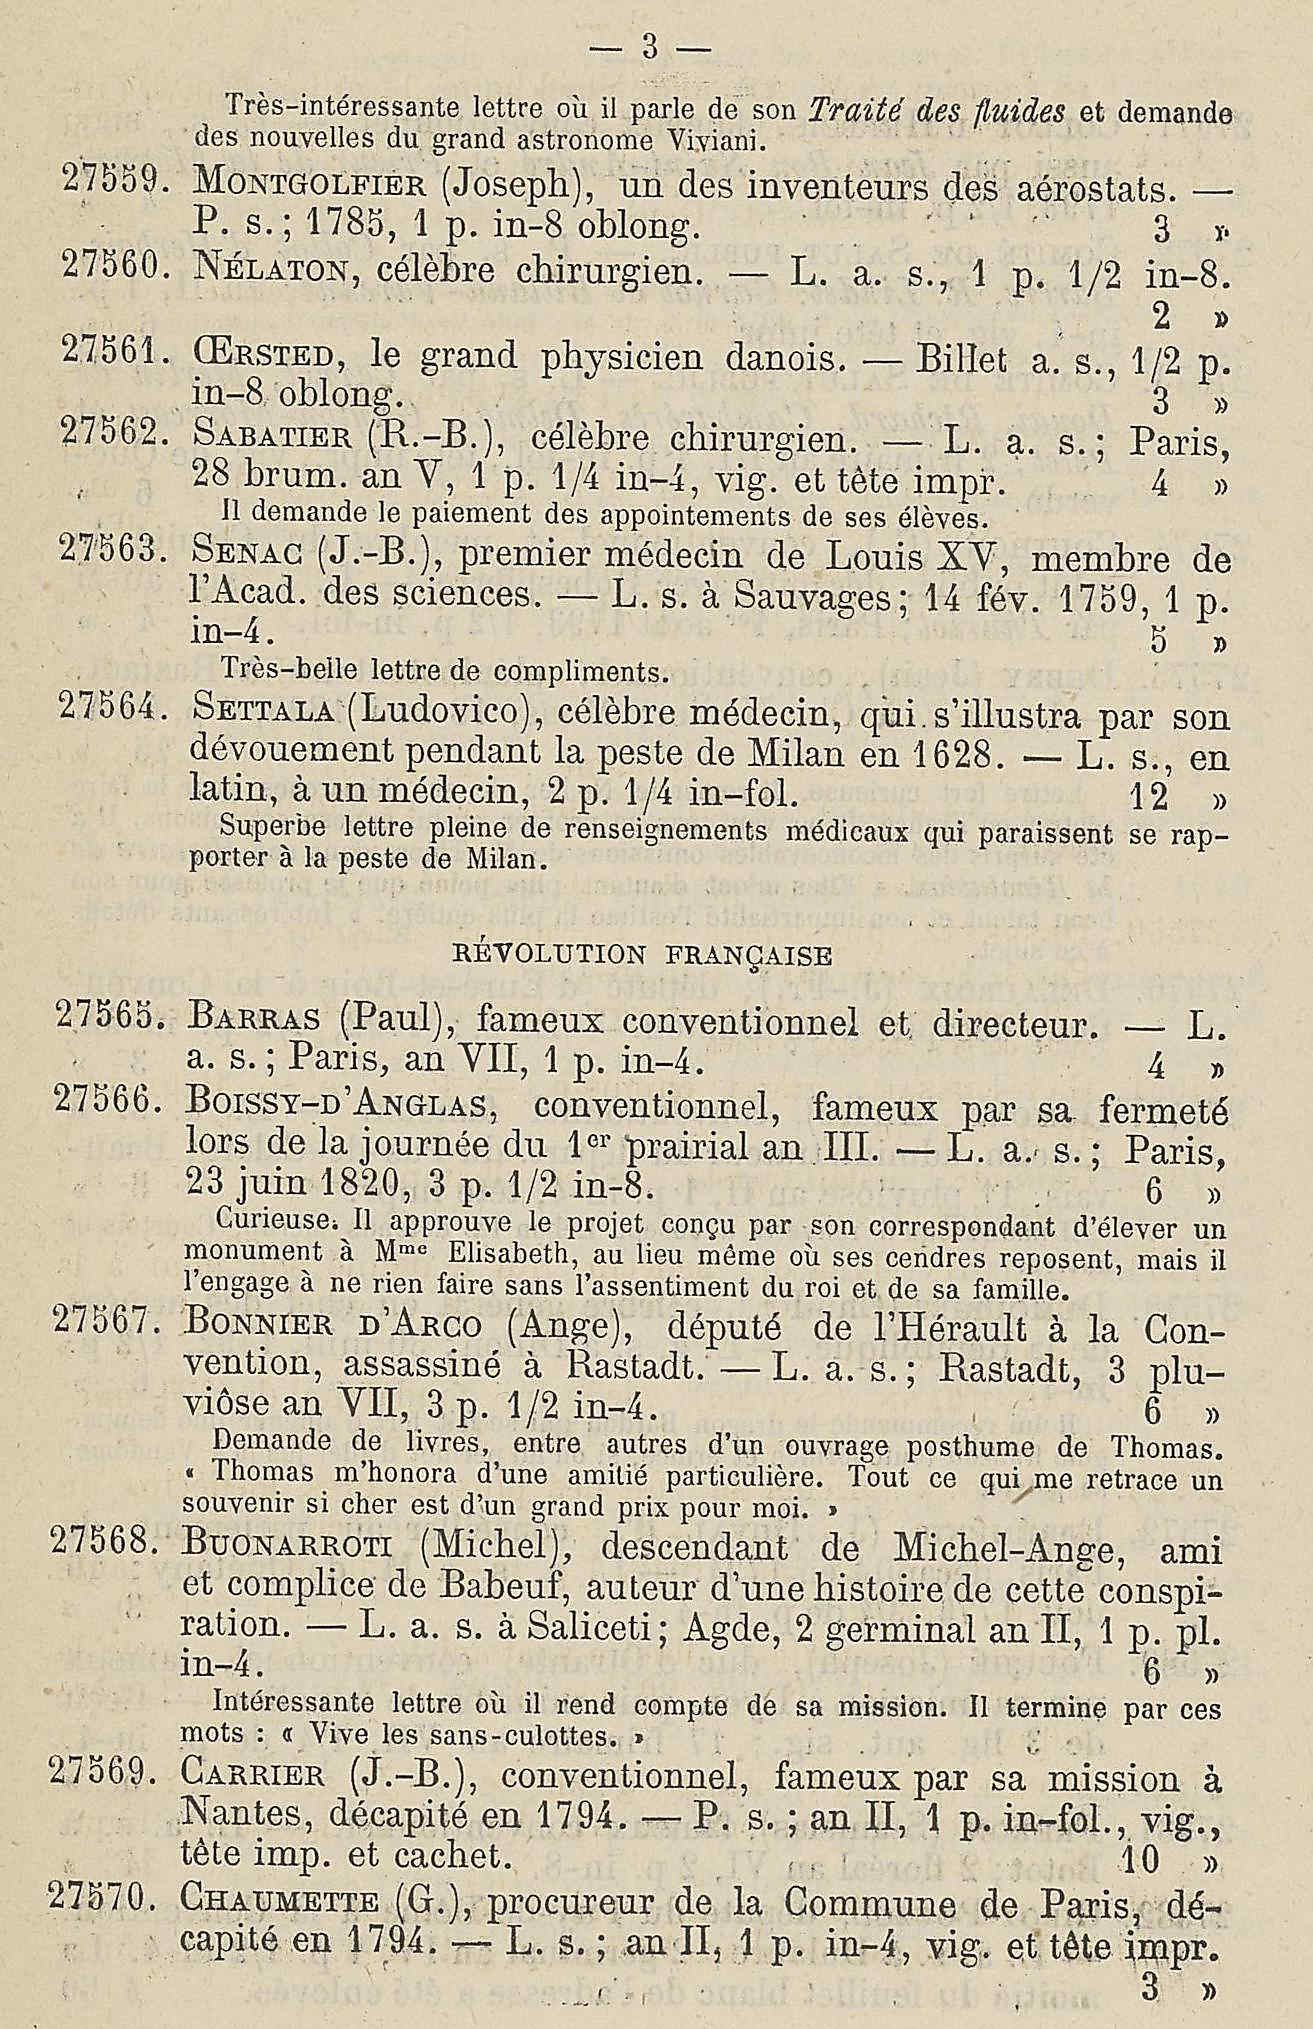 — 3 —
Très-intéressante lettre où il parle de son Traité des fluides et demande
des nouvelles du grand astronome Viviani.
27559. MONTGOLFIER (Joseph), un des inventeurs des aérostats. —
P. s.; 1785, 1 p. in-8 oblong. 3 »
27560. NÉLATON, célèbre chirurgien. — L. a. s., 1 p. 1/2 in-8.
2 »
27561. ŒRSTED, le grand physicien danois. — Billet a. s., 1/2 p.
in-8 oblong. 3 »
27562. SABATIER (R.-B.), célèbre chirurgien. — L. a. s.; Paris,
28 brum. an V, 1 p. 1/4 in-4, vig. et tête impr. 4 »
Il demande le paiement des appointements de ses élèves.
27563. SENAC (J.-B.), premier médecin de Louis XV, membre de
l'Acad. des sciences. — L. s. à Sauvages; 14 fév. 1759, 1 p.
in-4. 5 »
Très-belle lettre de compliments.
27564. SETTALA (Ludovico), célèbre médecin, qui s'illustra par son
dévouement pendant la peste de Milan en 1628. — L. s., en
latin, à un médecin, 2 p. 1/4 in-fol. 12 »
Superbe lettre pleine de renseignements médicaux qui paraissent se rap-
porter à la peste de Milan.
RÉVOLUTION FRANÇAISE
27565. BARRAS (Paul), fameux conventionnel et directeur. — L.
a. s.; Paris, an VII, 1 p. in-4. 4 »
27566. BOISSY-D'ANGLAS, conventionnel, fameux par sa fermeté
lors de la journée du 1er prairial an III. — L. a. s.; Paris,
23 juin 1820, 3 p. 1/2 in-8. 6 »
Curieuse. Il approuve le projet conçu par son correspondant d'élever un
monument à Mme Elisabeth, au lieu même où ses cendres reposent, mais il
l'engage à ne rien faire sans l'assentiment du roi et de sa famille.
27567. BONNIER D'ARCO (Ange), député de l'Hérault à la Con-
vention, assassiné à Rastadt. — L. a. s.; Rastadt, 3 plu-
viôse an VII, 3 p. 1/2 in-4. 6 »
Demande de livres, entre autres d'un ouvrage posthume de Thomas.
« Thomas m'honora d'une amitié particulière. Tout ce qui me retrace un
souvenir si cher est d'un grand prix pour moi. »
27568. BUONARROTI (Michel), descendant de Michel-Ange, ami
et complice de Babeuf, auteur d'une histoire de cette conspi-
ration. — L. a. s. à Saliceti; Agde, 2 germinal an II, 1 p. pl.
in-4. 6 »
Intéressante lettre où il rend compte de sa mission. Il termine par ces
mots : « Vive les sans-culottes. »
27569. CARRIER (J.-B.), conventionnel, fameux par sa mission à
Nantes, décapité en 1794. — P. s.; an II, 1 p. in-fol., vig.,
tête imp. et cachet. 10 »
27570. CHAUMETTE (G.), procureur de la Commune de Paris, dé-
capité en 1794. — L. s.; an II, 1 p. in-4, vig. et tête impr.
3 »